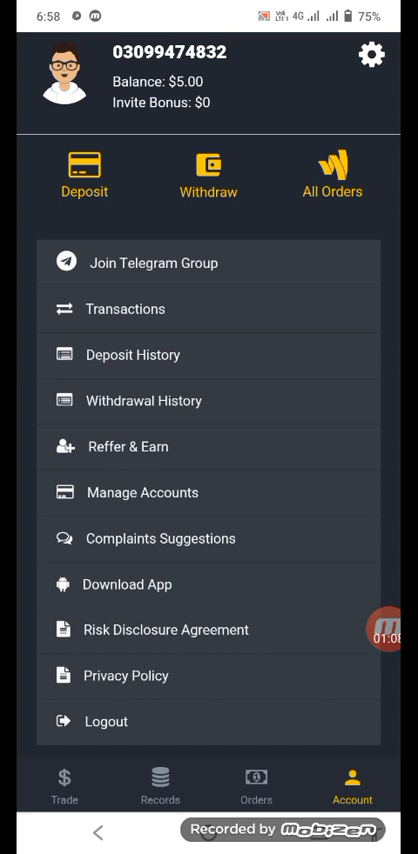 6:58
4G
75%
03099474832
Balance: $5.00
Invite Bonus: $0
Deposit
Withdraw
All Orders
Join Telegram Group
Transactions
Deposit History
Withdrawal History
Reffer & Earn
Manage Accounts
Complaints Suggestions
Download App
Risk Disclosure Agreement
01:08
Privacy Policy
Logout
Trade
Records
Orders
Account
Recorded by mobizen